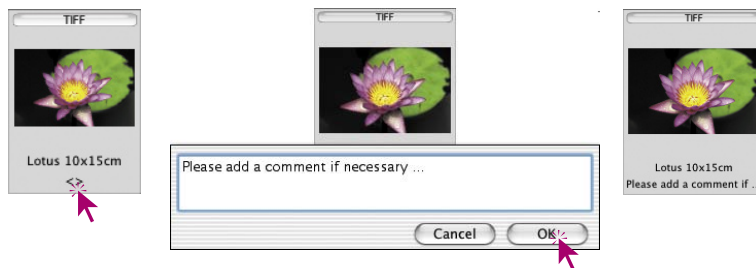 TIFF
Lotus 10x15cm
<>
TIFF
Please add a comment if necessary ...
Cancel
OK
TIFF
Lotus 10x15cm
Please add a comment if ...